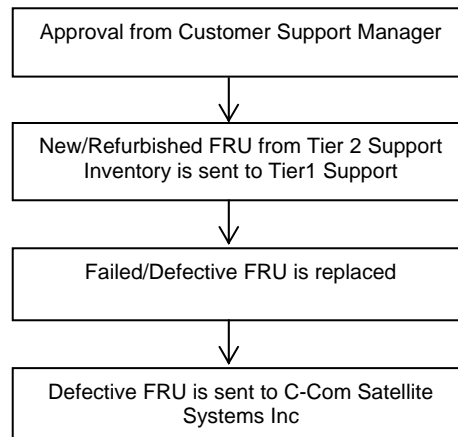 Approval from Customer Support Manager
New/Refurbished FRU from Tier 2 Support
Inventory is sent to Tier1 Support
Failed/Defective FRU is replaced
Defective FRU is sent to C-Com Satellite
Systems Inc